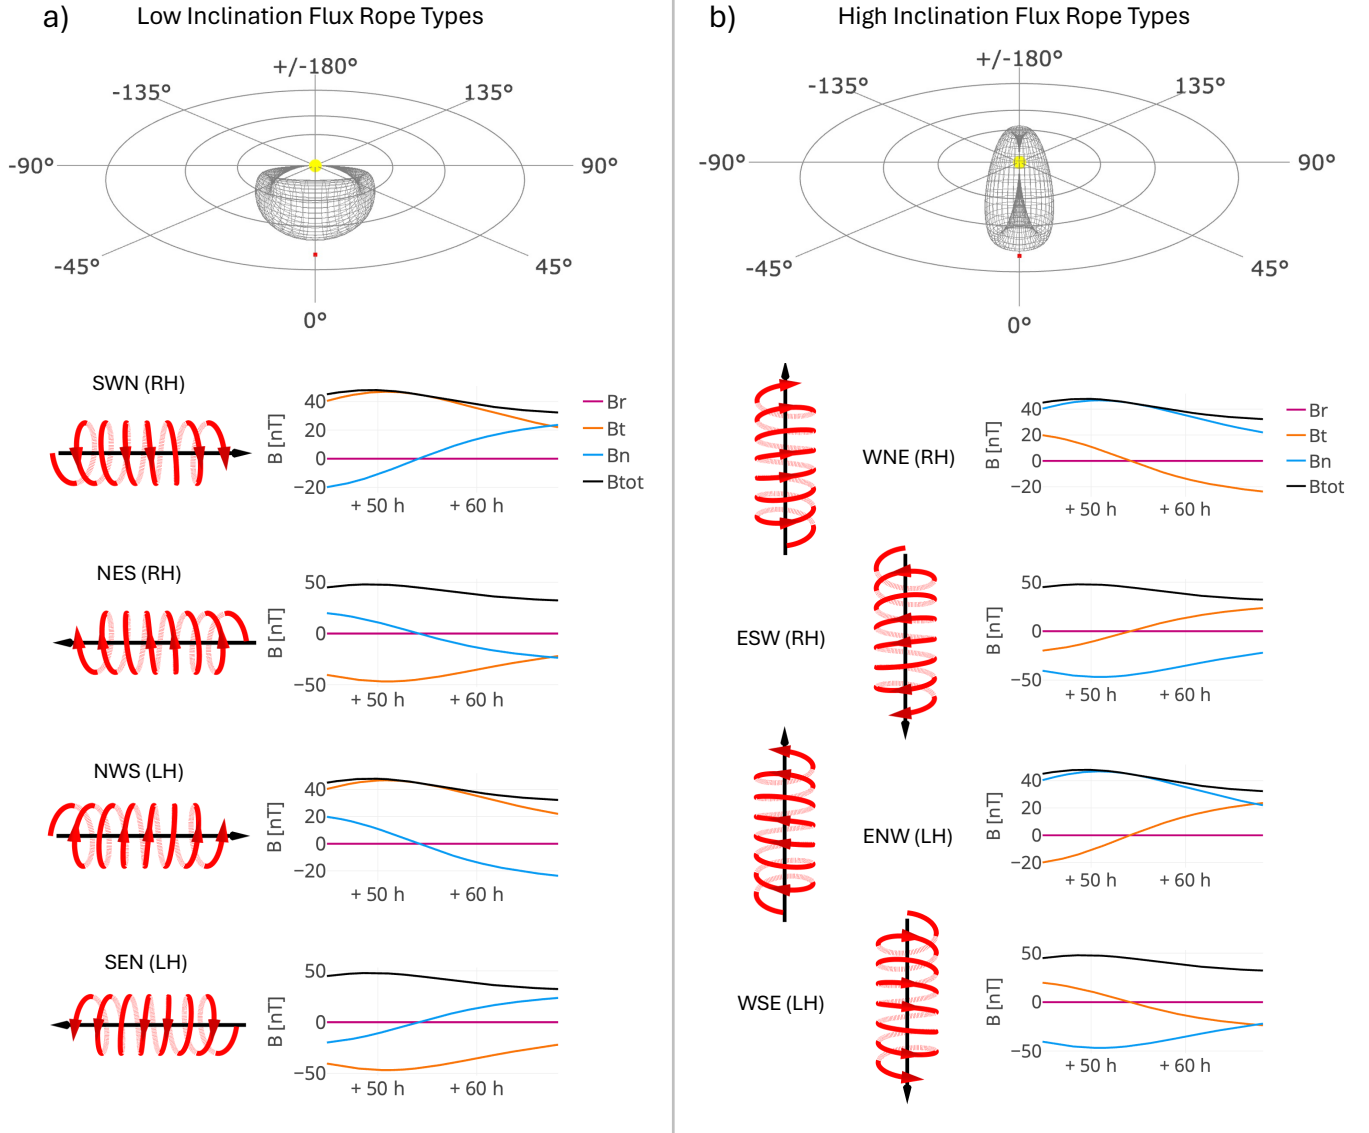 a)
Low Inclination Flux Rope Types
+/-180°
-135°
135°
-90°
90°
-45°
45°
0°
SWN (RH)
B [nT]
40
20
0
−20
+ 50 h
+ 60 h
Br
Bt
Bn
Btot
NES (RH)
B [nT]
50
0
−50
+ 50 h
+ 60 h
NWS (LH)
B [nT]
40
20
0
−20
+ 50 h
+ 60 h
SEN (LH)
B [nT]
50
0
−50
+ 50 h
+ 60 h
b)
High Inclination Flux Rope Types
+/-180°
-135°
135°
-90°
90°
-45°
45°
0°
WNE (RH)
B [nT]
40
20
0
−20
+ 50 h
+ 60 h
Br
Bt
Bn
Btot
ESW (RH)
B [nT]
50
0
−50
+ 50 h
+ 60 h
ENW (LH)
B [nT]
40
20
0
−20
+ 50 h
+ 60 h
WSE (LH)
B [nT]
50
0
−50
+ 50 h
+ 60 h